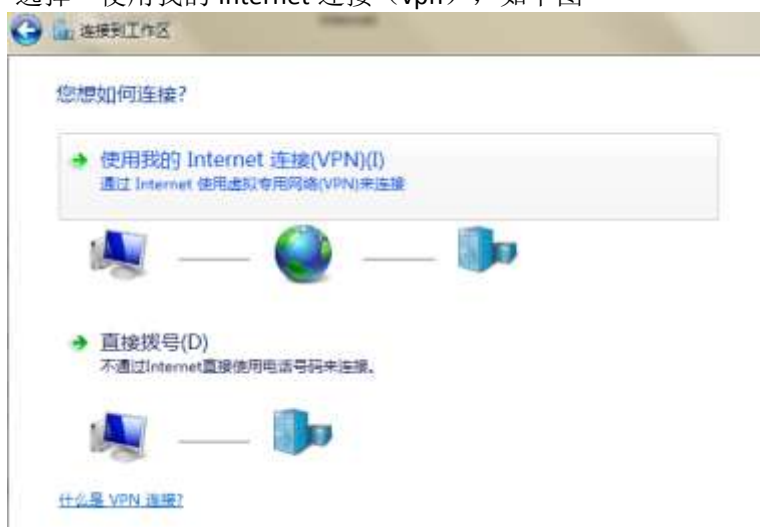 选择"使用我的 Internet 连接（vpn），如下图
连接到工作区
您想如何连接?
使用我的 Internet 连接(VPN)(I)
通过 Internet 使用虚拟专用网络(VPN)来连接
直接拨号(D)
不通过Internet直接使用电话号码来连接。
什么是 VPN 连接?